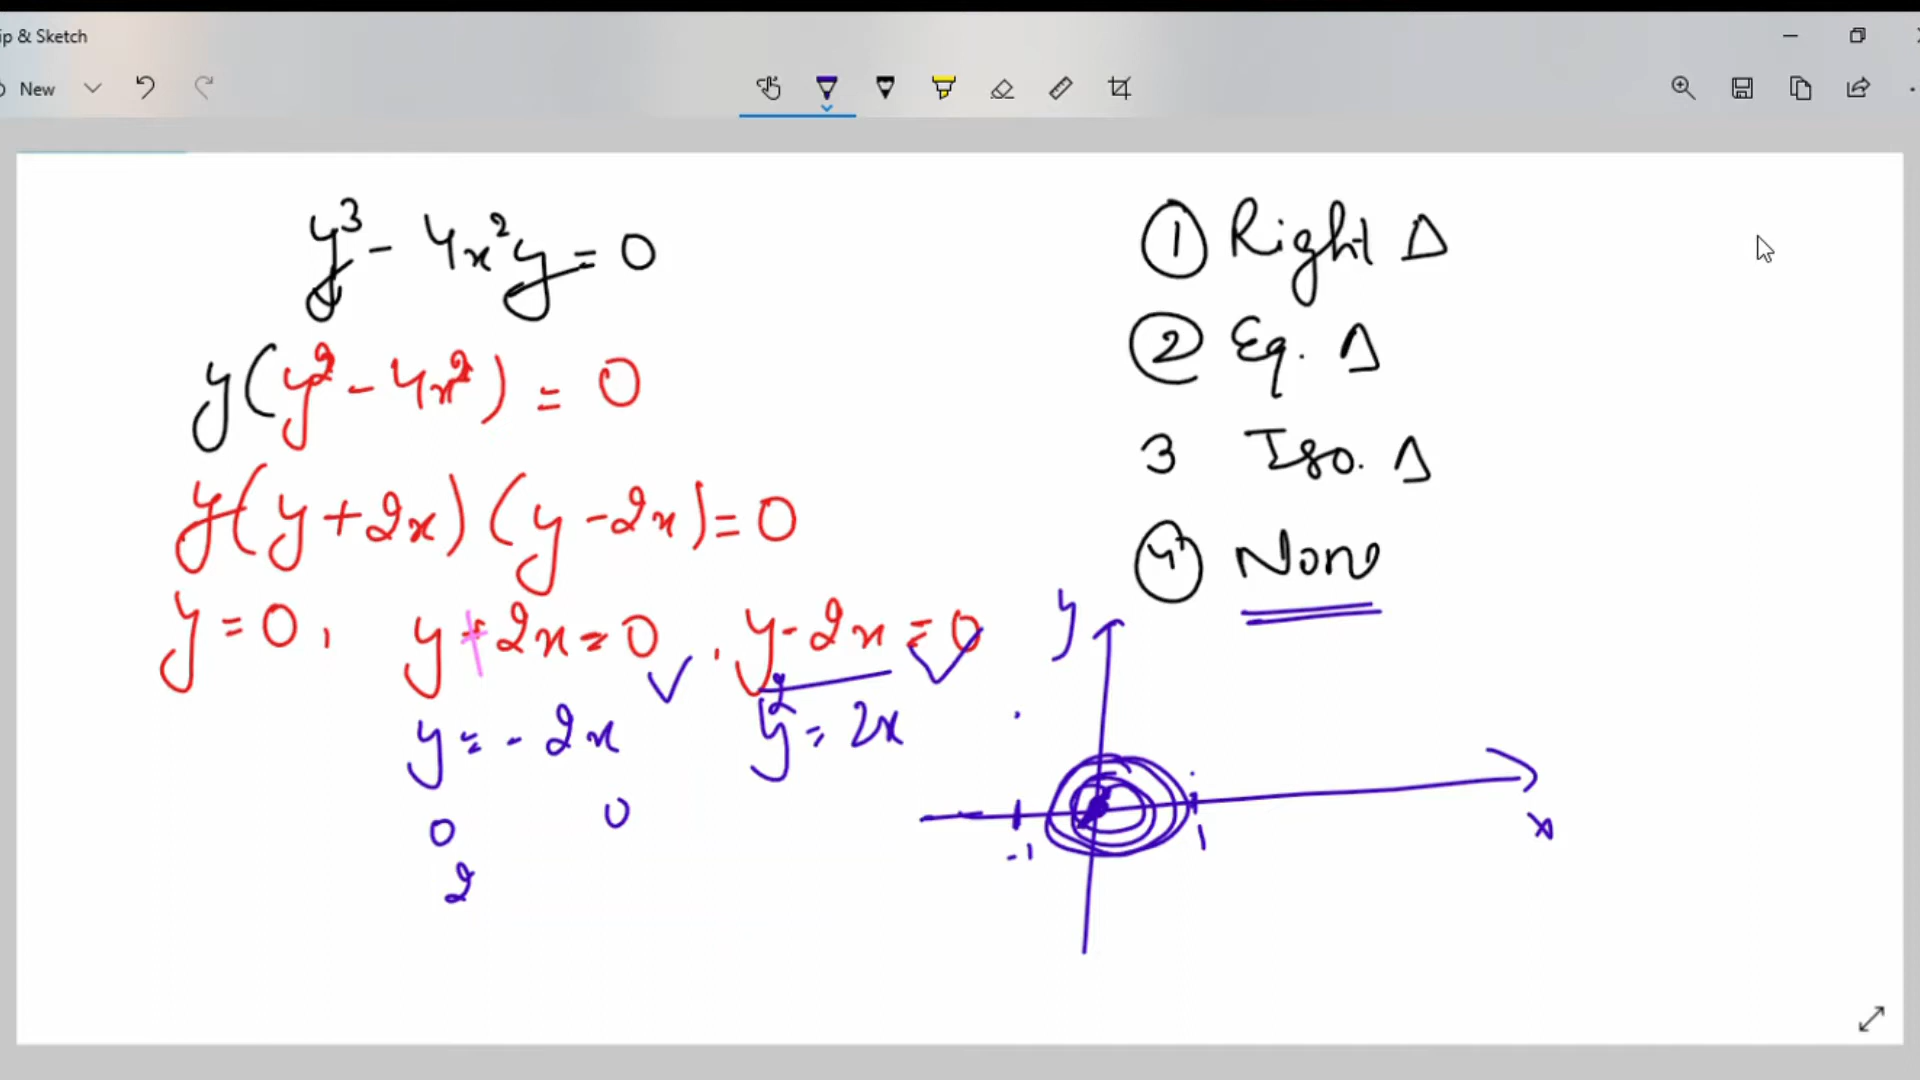 ip & Sketch
New
y³ - 4x²y = 0
y(y² - 4x²) = 0
y(y + 2x)(y - 2x) = 0
y = 0, y + 2x = 0, y - 2x = 0
y = - 2x y = 2x
0 0
2
① Right Δ
② Eq. Δ
3 Iso. Δ
④ None
y
-1 1
x